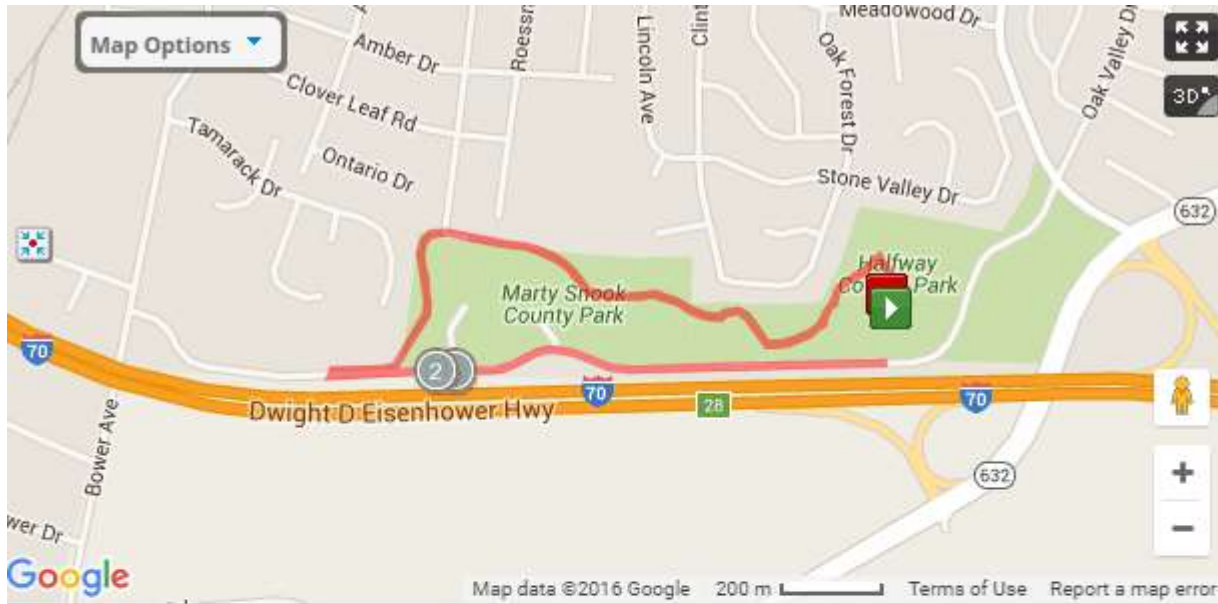 Map Options
Amber Dr
Clover Leaf Rd
Tamarack Dr
Ontario Dr
Roessn
Lincoln Ave
Clint
Meadowood Dr
Oak Forest Dr
Oak Valley Dr
3D
Stone Valley Dr
632
Halfway
Co Park
Marty Snook
County Park
70
2
70
70
28
Dwight D Eisenhower Hwy
Bower Ave
632
wer Dr
Google
Map data ©2016 Google
200 m
Terms of Use
Report a map error